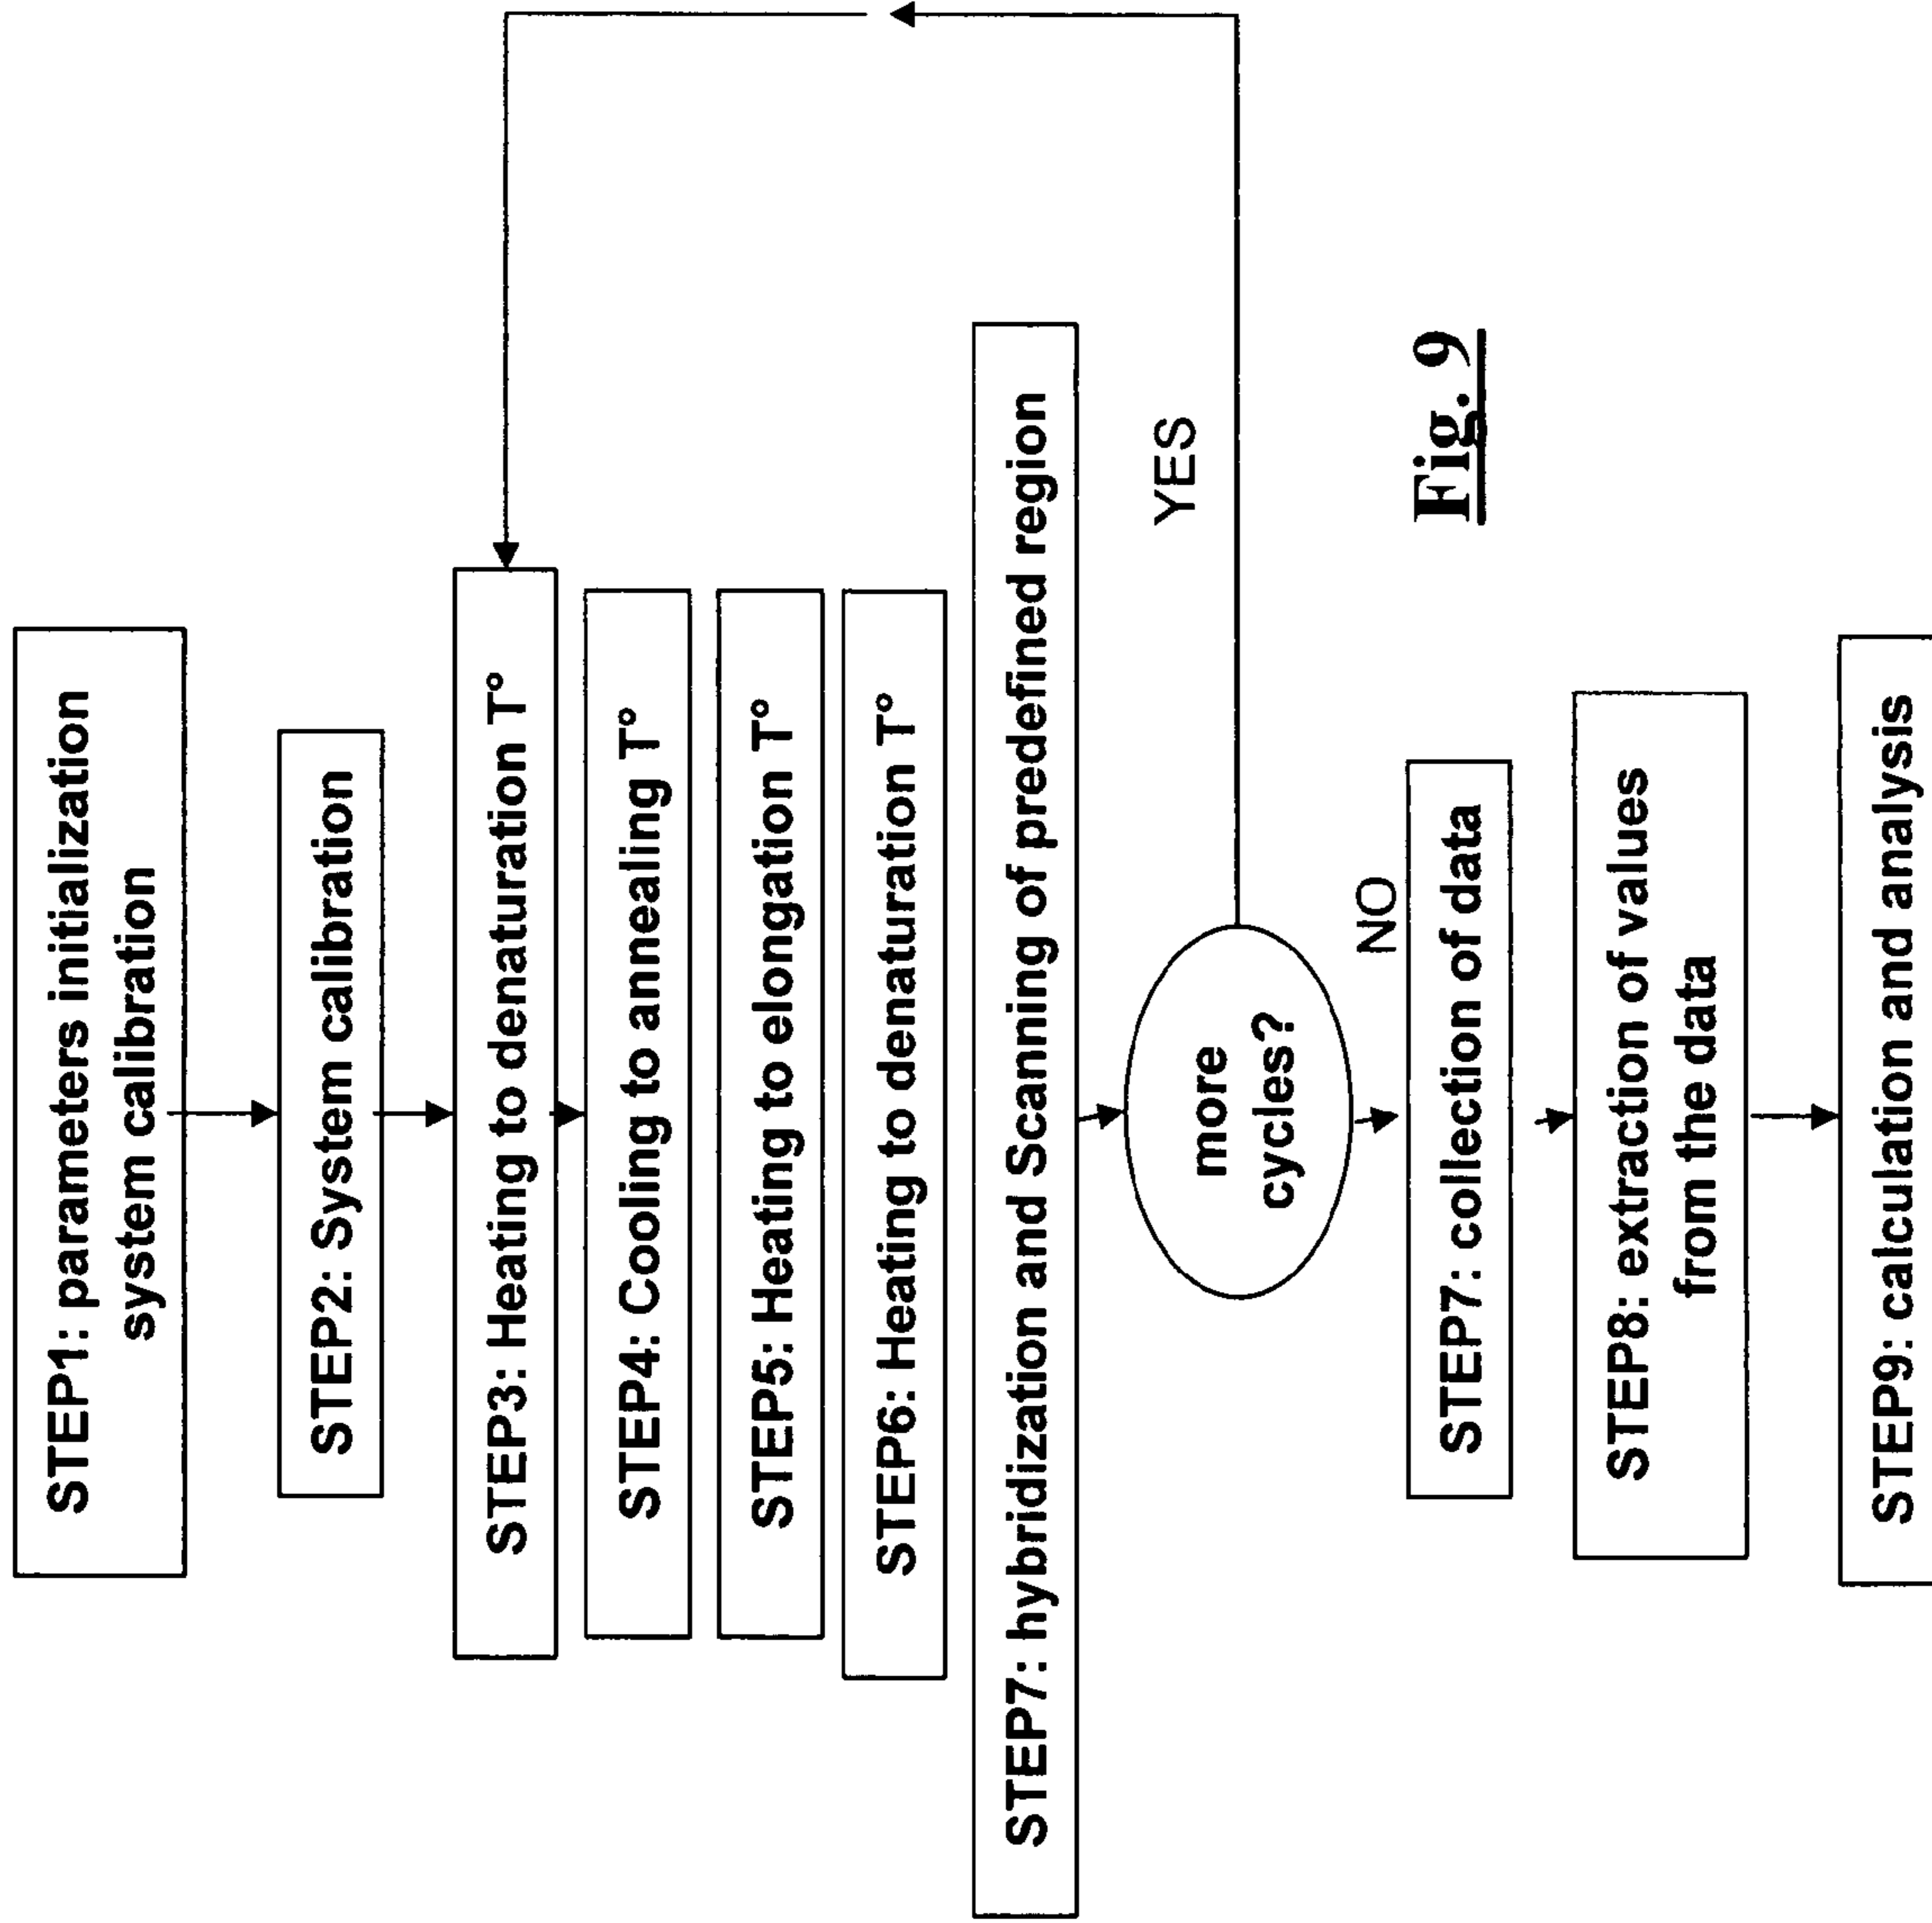 STEP1: parameters initialization
system calibration
STEP2: System calibration
STEP3: Heating to denaturation T°
STEP4: Cooling to annealing T°
STEP5: Heating to elongation T°
STEP6: Heating to denaturation T°
STEP7: hybridization and Scanning of predefined region
more
cycles?
YES
NO
STEP7: collection of data
STEP8: extraction of values
from the data
STEP9: calculation and analysis
Fig. 9